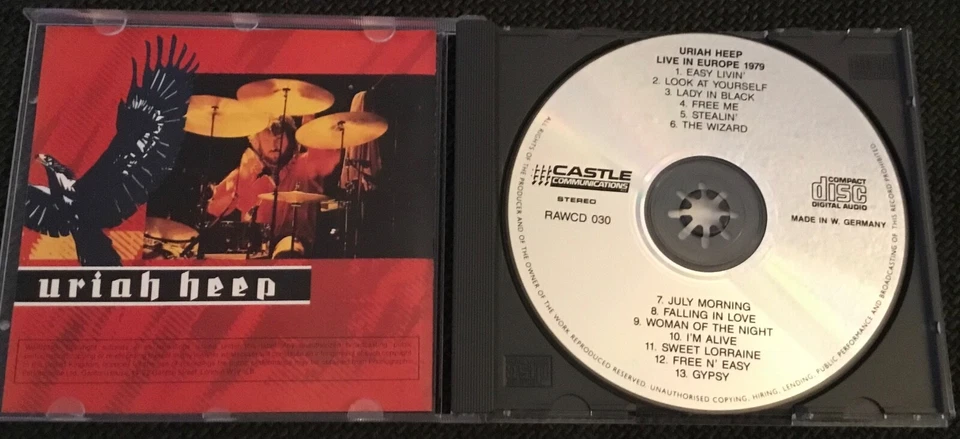 uriah heep
URIAH HEEP
LIVE IN EUROPE 1979
1. EASY LIVIN'
2. LOOK AT YOURSELF
3. LADY IN BLACK
4. FREE ME
5. STEALIN'
6. THE WIZARD
CASTLE
COMMUNICATIONS
STEREO
RAWCD 030
COMPACT
disc
DIGITAL AUDIO
MADE IN W. GERMANY
7. JULY MORNING
8. FALLING IN LOVE
9. WOMAN OF THE NIGHT
10. I'M ALIVE
11. SWEET LORRAINE
12. FREE N' EASY
13. GYPSY
ALL RIGHTS OF THE PRODUCER AND OF THE OWNER OF THE WORK REPRODUCED RESERVED. UNAUTHORISED COPYING, HIRING, LENDING, PUBLIC PERFORMANCE AND BROADCASTING OF THIS RECORD PROHIBITED.